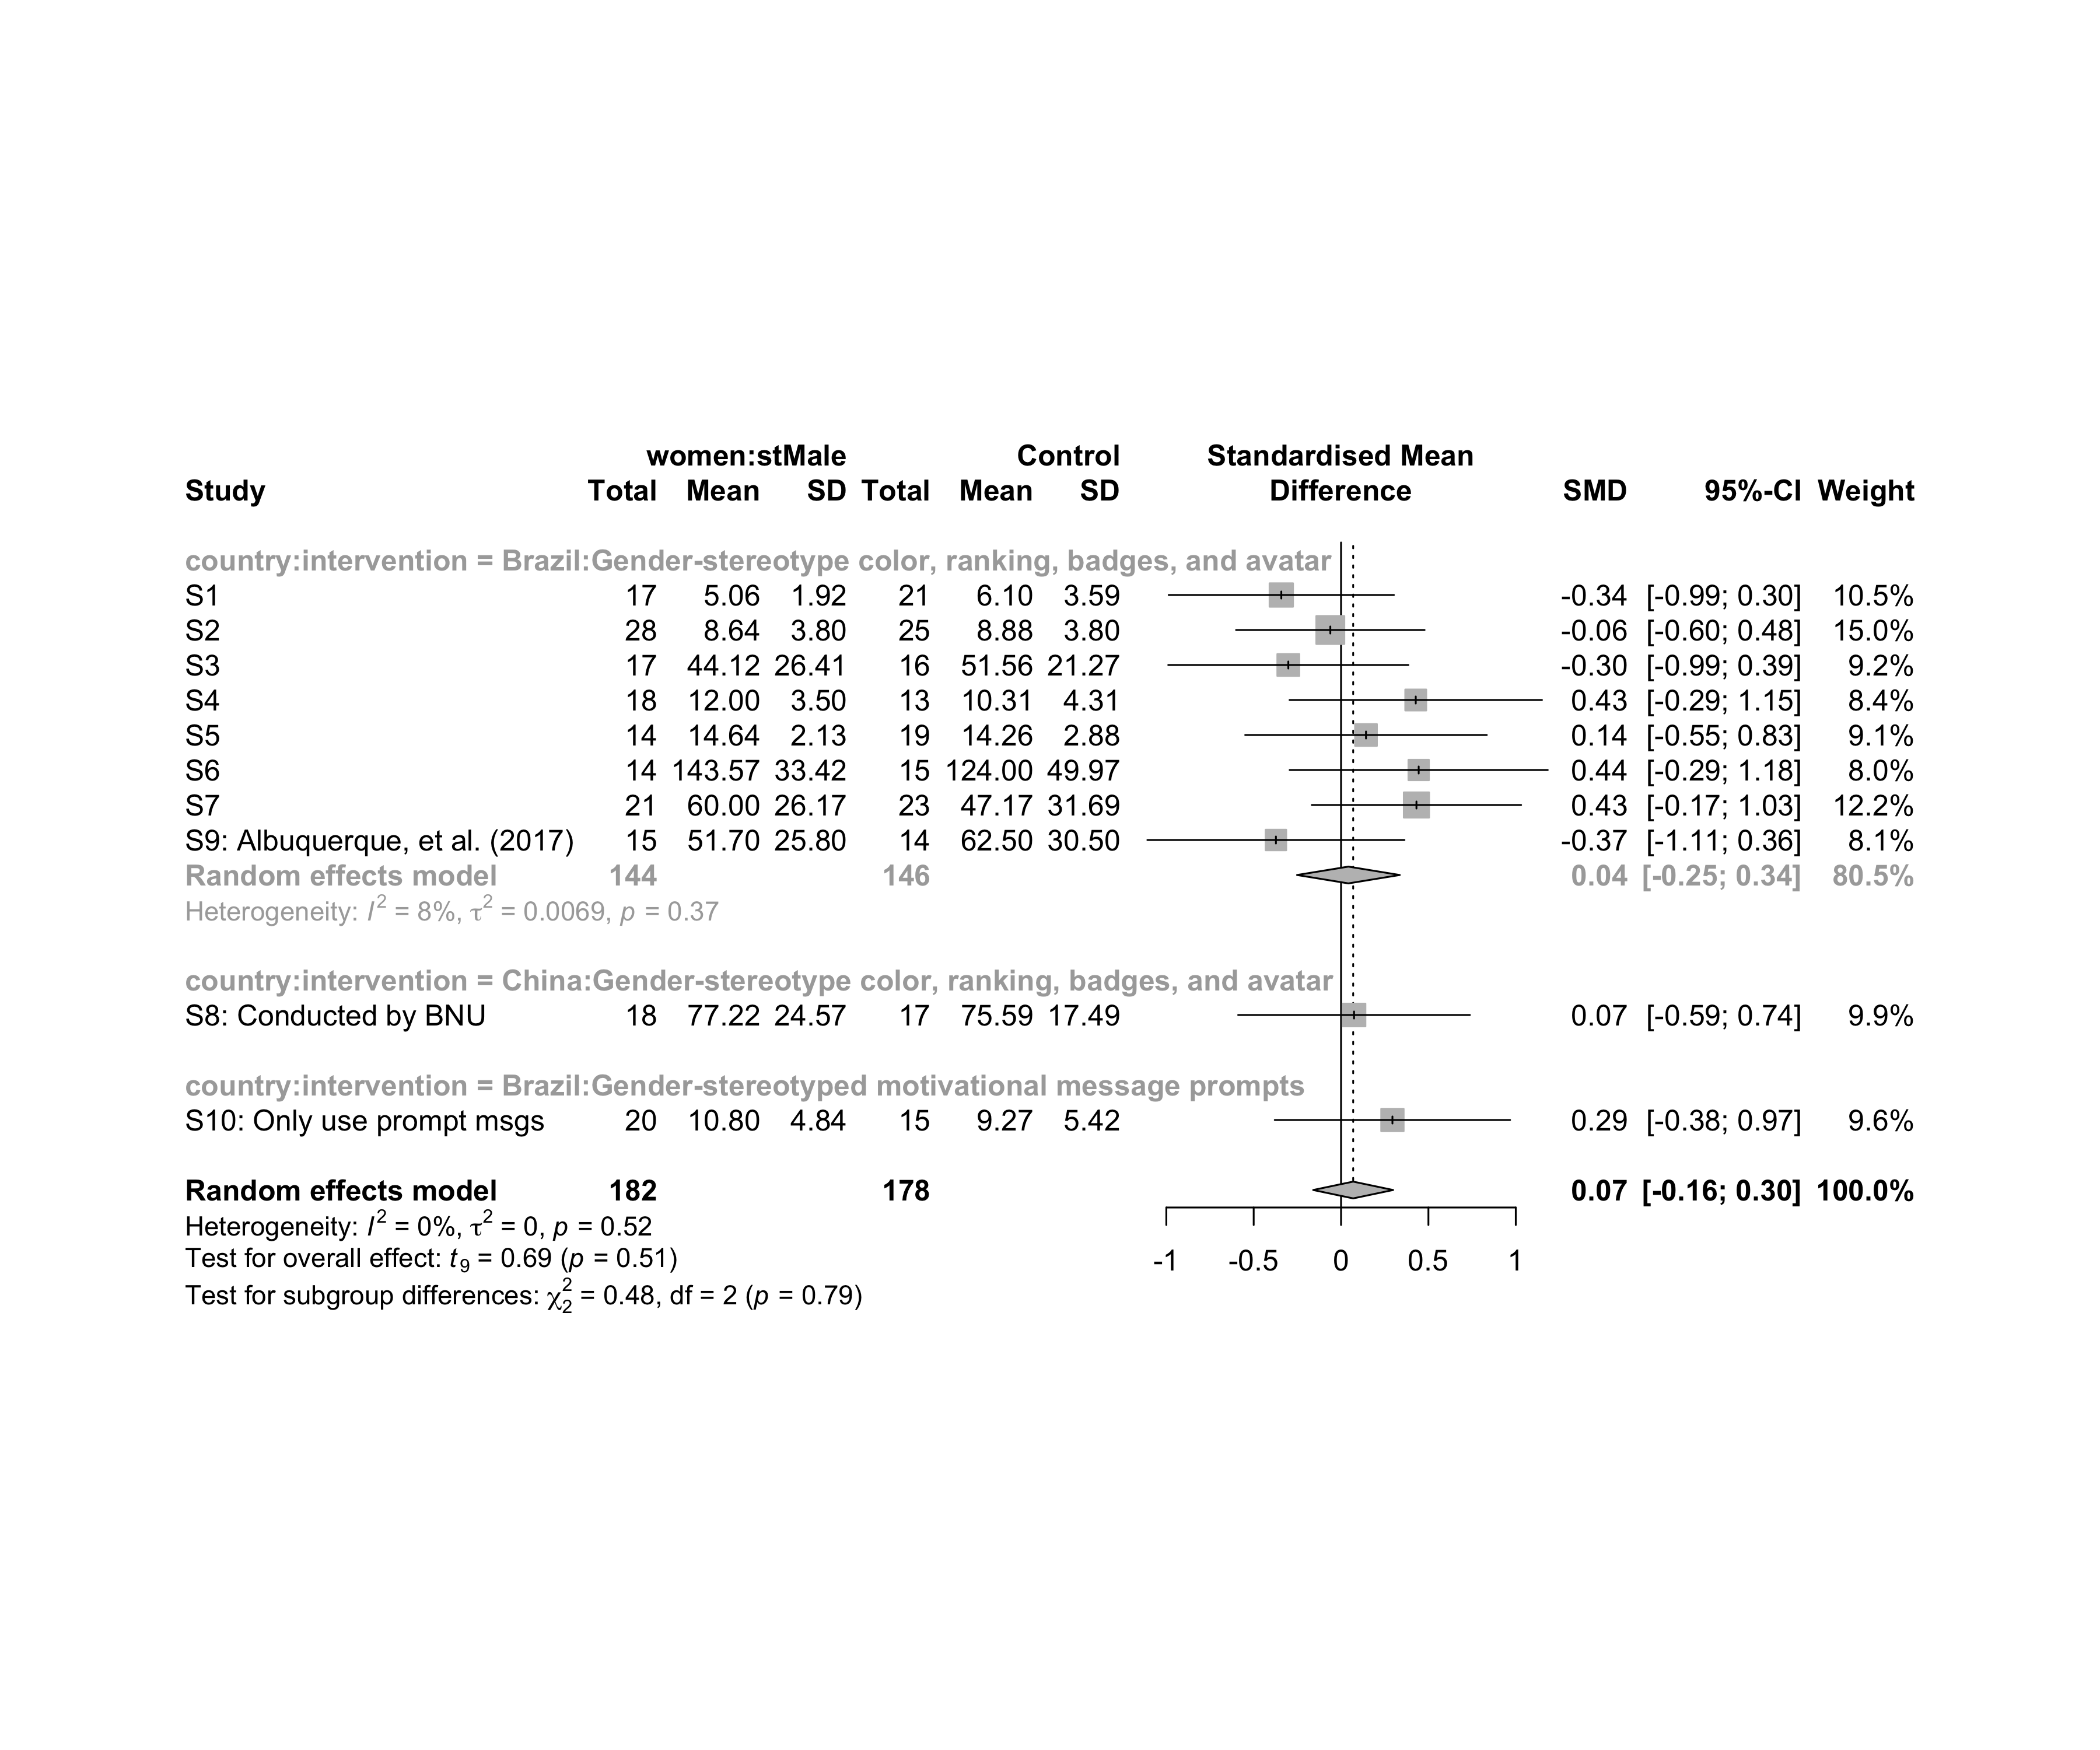 women:stMale Control Standardised Mean
Study Total Mean SD Total Mean SD Difference SMD 95%-CI Weight
country:intervention = Brazil:Gender-stereotype color, ranking, badges, and avatar
S1 17 5.06 1.92 21 6.10 3.59 -0.34 [-0.99; 0.30] 10.5%
S2 28 8.64 3.80 25 8.88 3.80 -0.06 [-0.60; 0.48] 15.0%
S3 17 44.12 26.41 16 51.56 21.27 -0.30 [-0.99; 0.39] 9.2%
S4 18 12.00 3.50 13 10.31 4.31 0.43 [-0.29; 1.15] 8.4%
S5 14 14.64 2.13 19 14.26 2.88 0.14 [-0.55; 0.83] 9.1%
S6 14 143.57 33.42 15 124.00 49.97 0.44 [-0.29; 1.18] 8.0%
S7 21 60.00 26.17 23 47.17 31.69 0.43 [-0.17; 1.03] 12.2%
S9: Albuquerque, et al. (2017) 15 51.70 25.80 14 62.50 30.50 -0.37 [-1.11; 0.36] 8.1%
Random effects model 144 146 0.04 [-0.25; 0.34] 80.5%
Heterogeneity: I² = 8%, τ² = 0.0069, p = 0.37
country:intervention = China:Gender-stereotype color, ranking, badges, and avatar
S8: Conducted by BNU 18 77.22 24.57 17 75.59 17.49 0.07 [-0.59; 0.74] 9.9%
country:intervention = Brazil:Gender-stereotyped motivational message prompts
S10: Only use prompt msgs 20 10.80 4.84 15 9.27 5.42 0.29 [-0.38; 0.97] 9.6%
Random effects model 182 178 0.07 [-0.16; 0.30] 100.0%
Heterogeneity: I² = 0%, τ² = 0, p = 0.52
Test for overall effect: t₉ = 0.69 (p = 0.51)
-1 -0.5 0 0.5 1
Test for subgroup differences: χ²₂ = 0.48, df = 2 (p = 0.79)